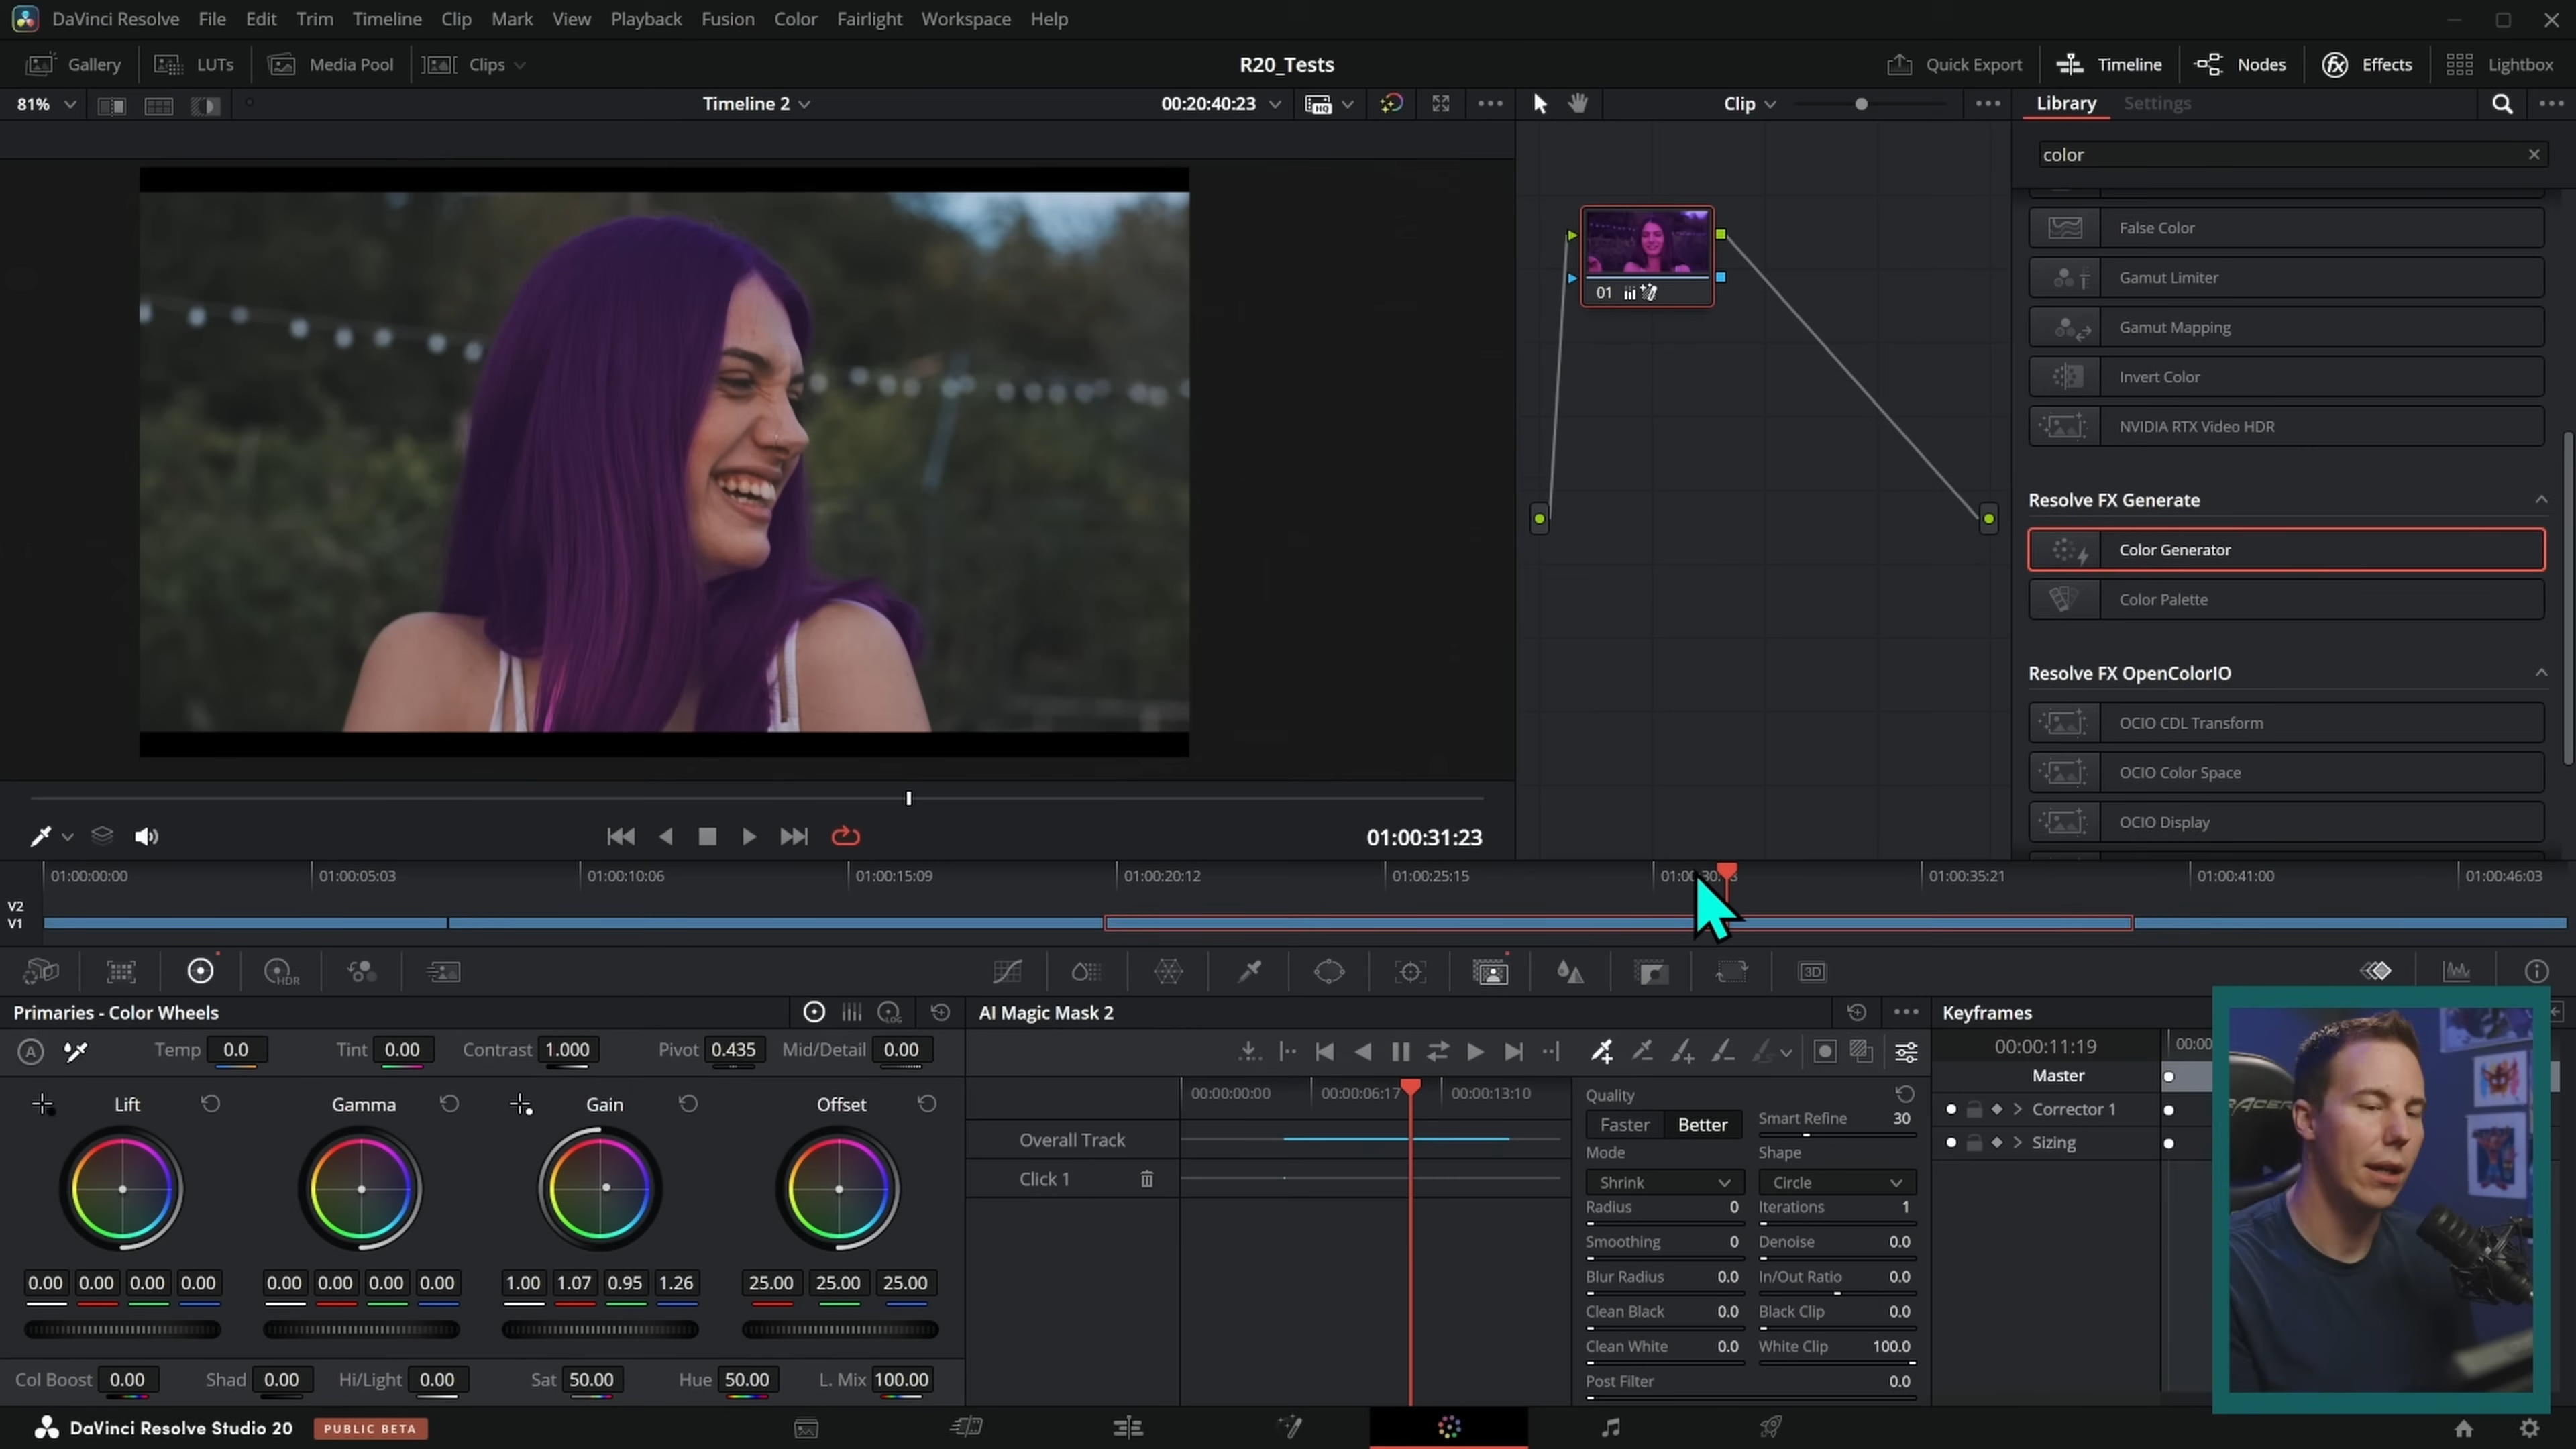 DaVinci Resolve File Edit Trim Timeline Clip Mark View Playback Fusion Color Fairlight Workspace Help
Gallery LUTs Media Pool Clips R20_Tests Quick Export Timeline Nodes Effects Lightbox
81% Timeline 2 00:20:40:23 Clip Library Settings
color
False Color
Gamut Limiter
Gamut Mapping
Invert Color
NVIDIA RTX Video HDR
01
Resolve FX Generate
Color Generator
Color Palette
Resolve FX OpenColorIO
OCIO CDL Transform
OCIO Color Space
OCIO Display
01:00:31:23
01:00:00:00 01:00:05:03 01:00:10:06 01:00:15:09 01:00:20:12 01:00:25:15 01:00:35:21 01:00:41:00 01:00:46:03
V2
V1
HDR 3D
Primaries - Color Wheels LOG AI Magic Mask 2 Keyframes
A Temp 0.0 Tint 0.00 Contrast 1.000 Pivot 0.435 Mid/Detail 0.00
00:00:11:19 00:00
Master
Corrector 1
Sizing
Lift Gamma Gain Offset
00:00:00:00 00:00:06:17 00:00:13:10
Overall Track
Click 1
Quality
Faster Better Smart Refine 30
Mode Shape
Shrink Circle
Radius 0 Iterations 1
Smoothing 0 Denoise 0.0
Blur Radius 0.0 In/Out Ratio 0.0
Clean Black 0.0 Black Clip 0.0
Clean White 0.0 White Clip 100.0
Post Filter 0.0
0.00 0.00 0.00 0.00 0.00 0.00 0.00 0.00 1.00 1.07 0.95 1.26 25.00 25.00 25.00
Col Boost 0.00 Shad 0.00 Hi/Light 0.00 Sat 50.00 Hue 50.00 L. Mix 100.00
DaVinci Resolve Studio 20 PUBLIC BETA